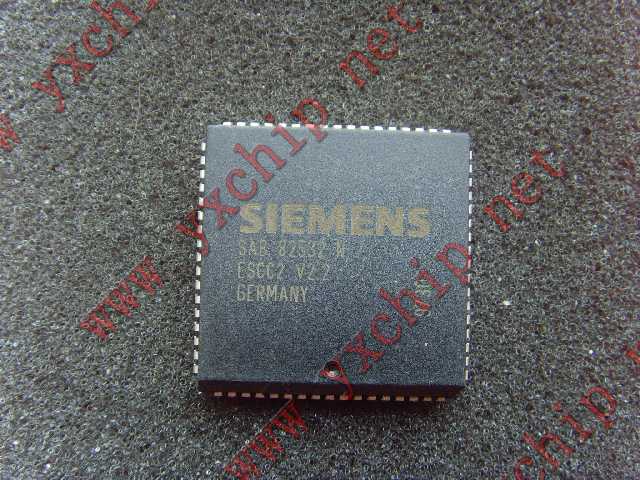 SIEMENS
SAB 82532 N
ESCC2 V2.2
GERMANY
www.yxchip.net
www.yxchip.net
www.yxchip.net